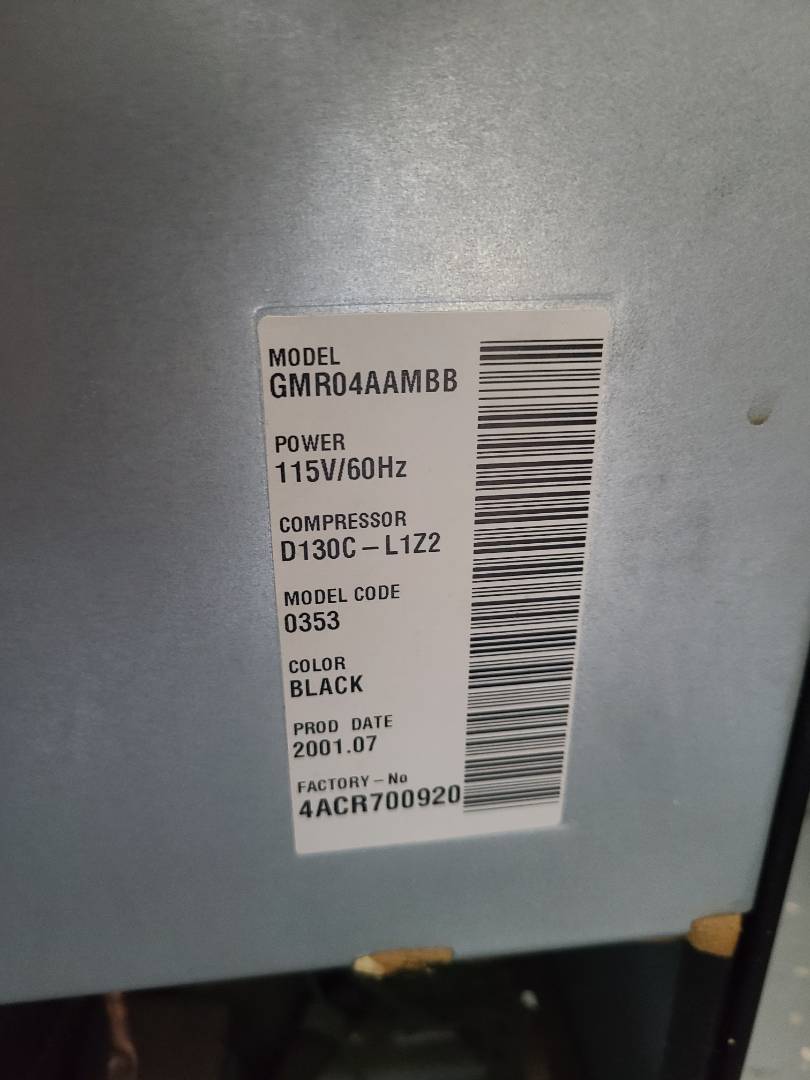 MODEL
GMR04AAMBB
POWER
115V/60Hz
COMPRESSOR
D130C-L1Z2
MODEL CODE
0353
COLOR
BLACK
PROD DATE
2001.07
FACTORY-No
4ACR700920